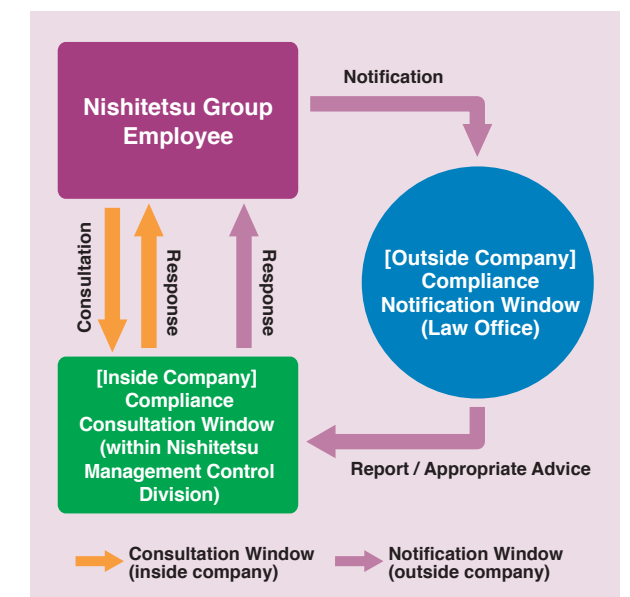 Nishitetsu Group
Employee
Notification
[Outside Company]
Compliance
Notification Window
(Law Office)
Consultation
Response
Response
[Inside Company]
Compliance
Consultation Window
(within Nishitetsu
Management Control
Division)
Report / Appropriate Advice
Consultation Window
(inside company)
Notification Window
(outside company)